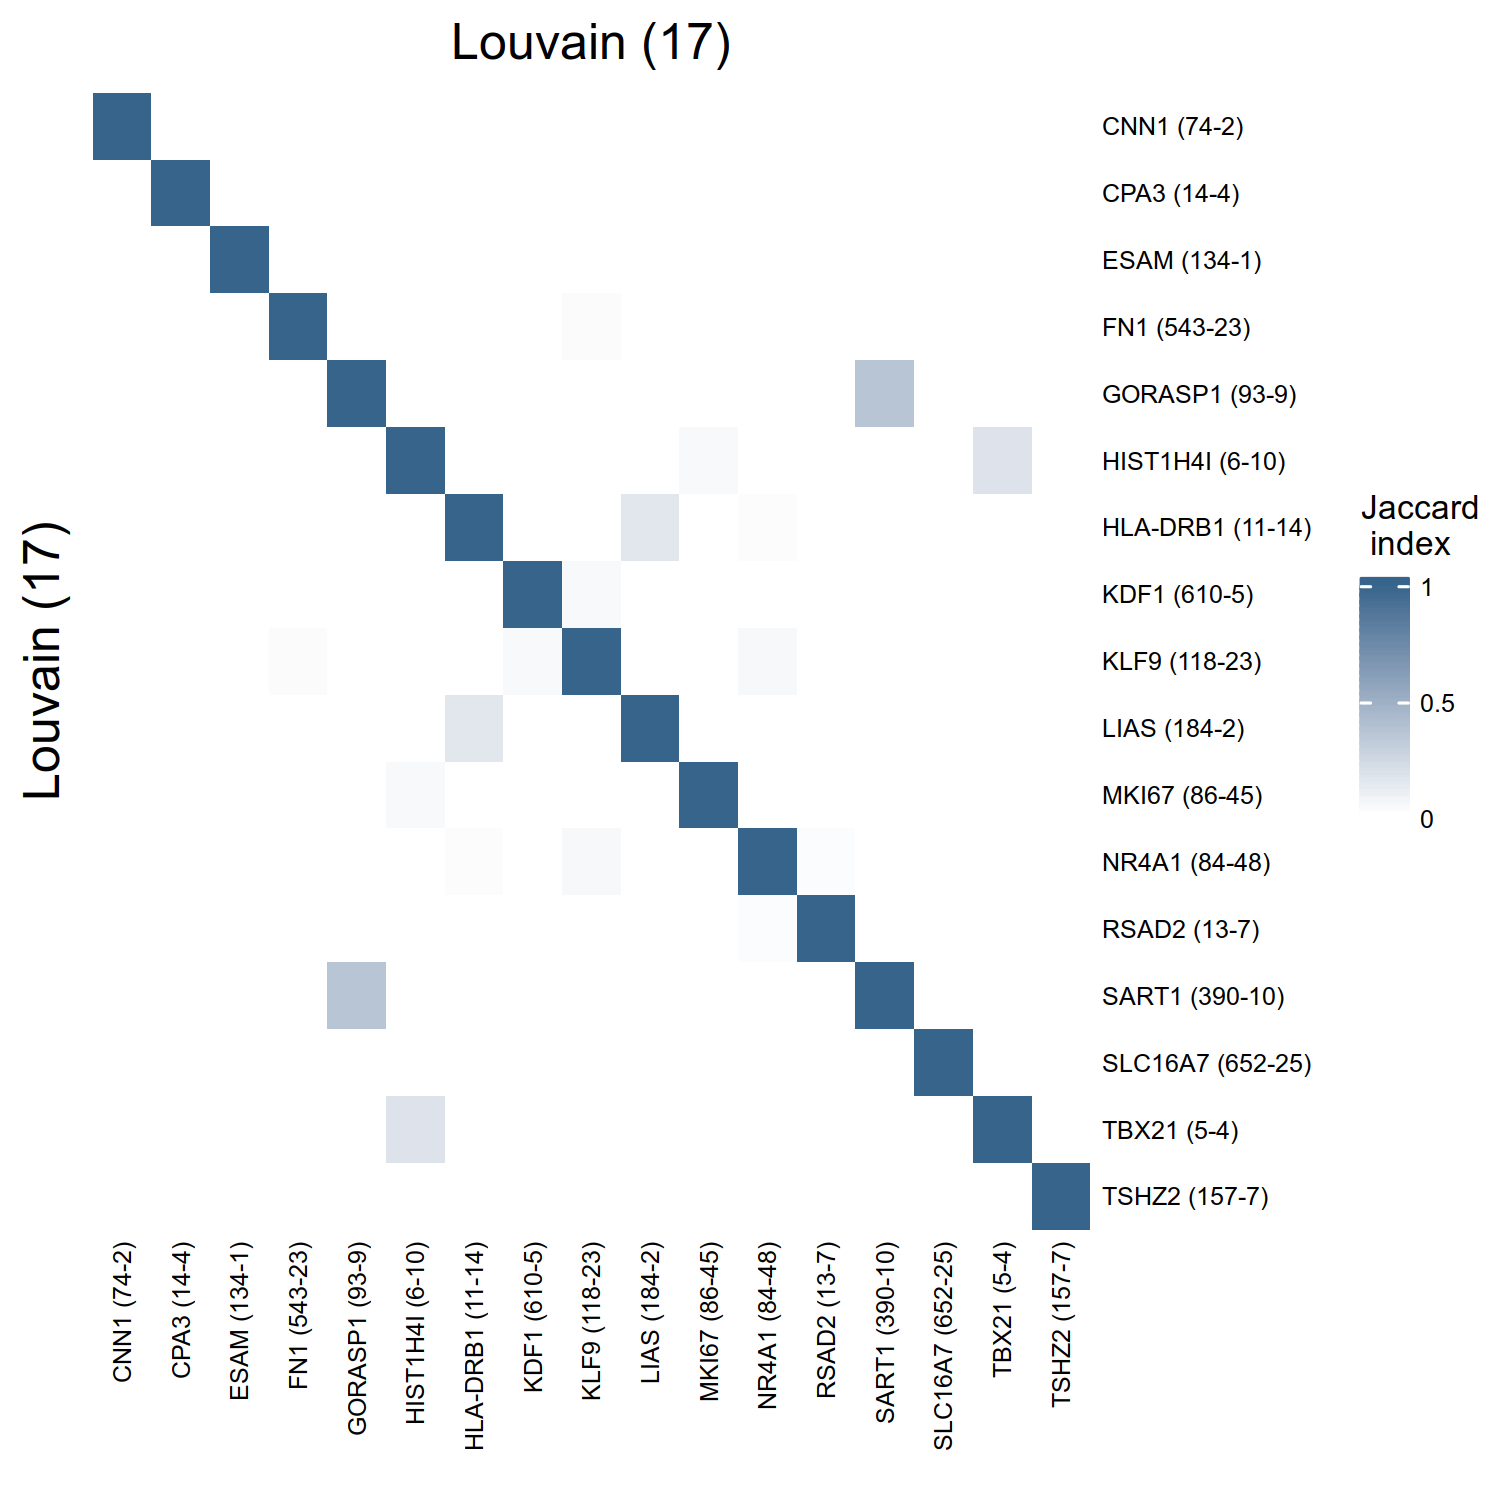 Louvain (17)
Louvain (17)
CNN1 (74-2)
CPA3 (14-4)
ESAM (134-1)
FN1 (543-23)
GORASP1 (93-9)
HIST1H4I (6-10)
HLA-DRB1 (11-14)
KDF1 (610-5)
KLF9 (118-23)
LIAS (184-2)
MKI67 (86-45)
NR4A1 (84-48)
RSAD2 (13-7)
SART1 (390-10)
SLC16A7 (652-25)
TBX21 (5-4)
TSHZ2 (157-7)
Jaccard
index
1
0.5
0
CNN1 (74-2)
CPA3 (14-4)
ESAM (134-1)
FN1 (543-23)
GORASP1 (93-9)
HIST1H4I (6-10)
HLA-DRB1 (11-14)
KDF1 (610-5)
KLF9 (118-23)
LIAS (184-2)
MKI67 (86-45)
NR4A1 (84-48)
RSAD2 (13-7)
SART1 (390-10)
SLC16A7 (652-25)
TBX21 (5-4)
TSHZ2 (157-7)